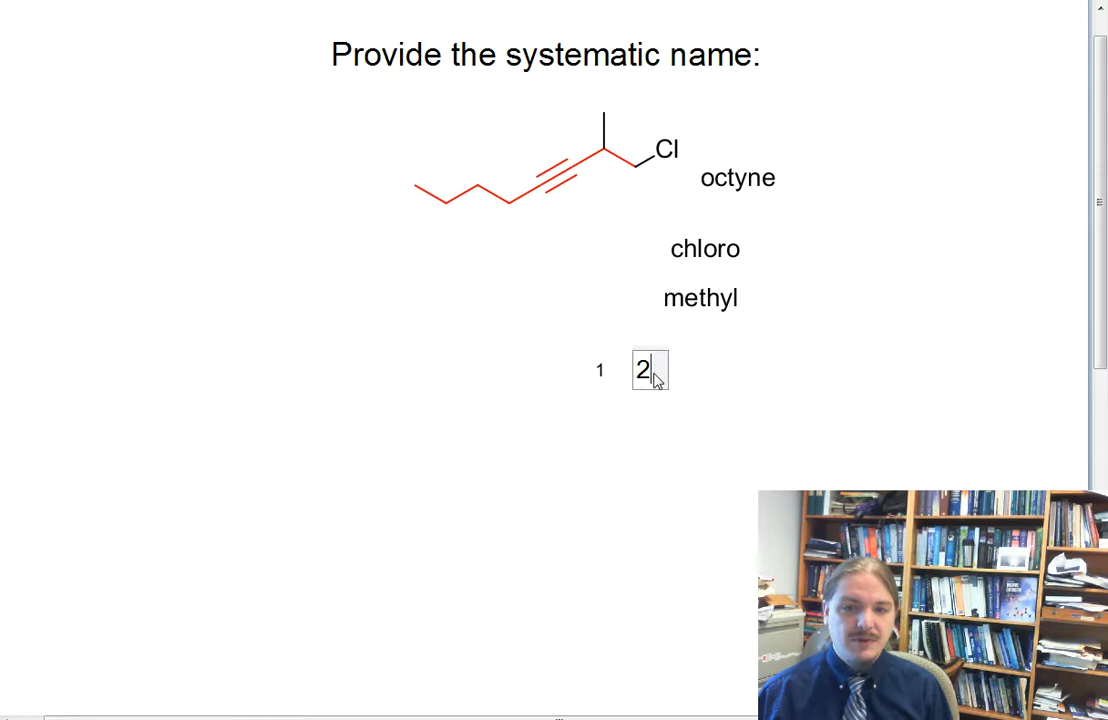 Provide the systematic name:
Cl
octyne
chloro
methyl
1 2